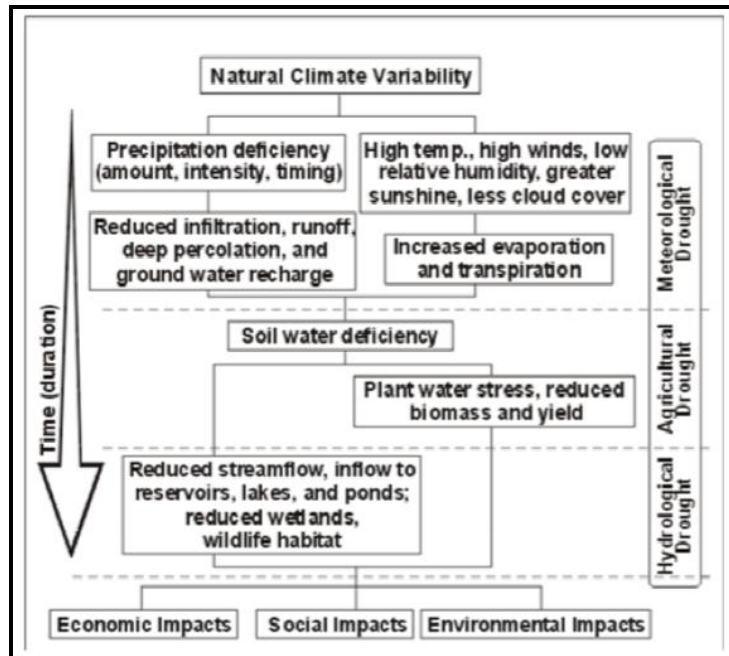 Natural Climate Variability
Precipitation deficiency
(amount, intensity, timing)
High temp., high winds, low
relative humidity, greater
sunshine, less cloud cover
Reduced infiltration, runoff,
deep percolation, and
ground water recharge
Increased evaporation
and transpiration
Meteorological
Drought
Soil water deficiency
Plant water stress, reduced
biomass and yield
Agricultural
Drought
Time (duration)
Reduced streamflow, inflow to
reservoirs, lakes, and ponds;
reduced wetlands,
wildlife habitat
Hydrological
Drought
Economic Impacts
Social Impacts
Environmental Impacts